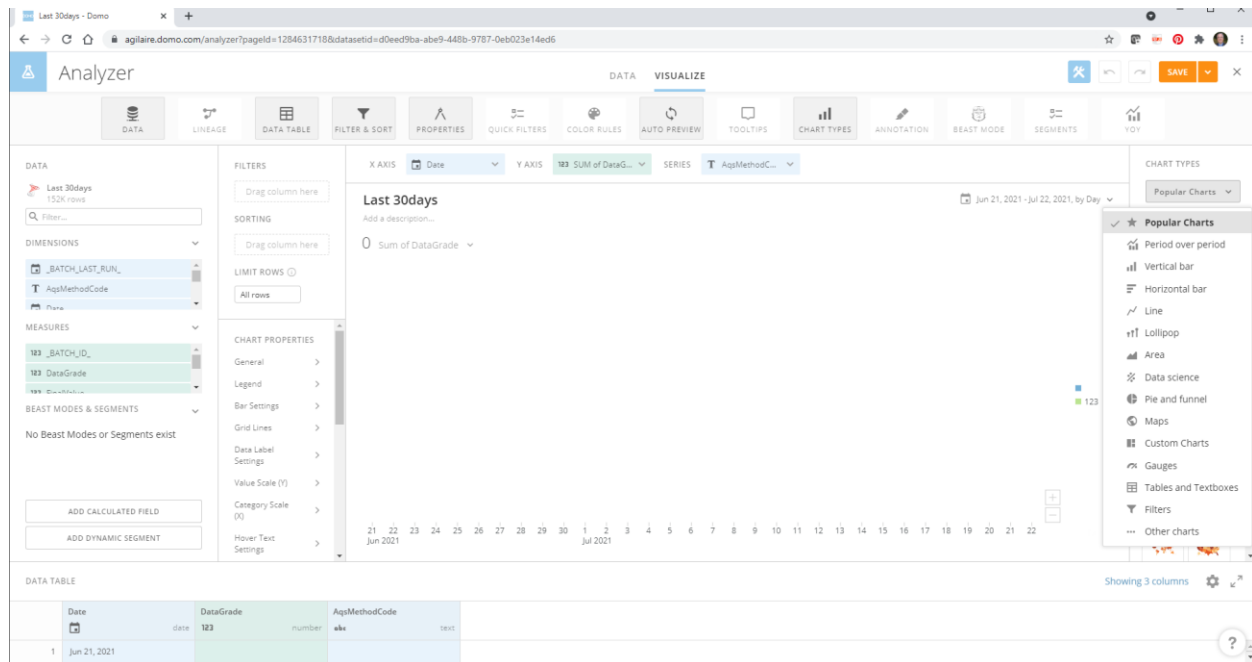 Last 30days - Domo
agilaire.domo.com/analyzer?pageId=1284631718&datasetid=d0eed9ba-abe9-448b-9787-0eb023e14ed6
Analyzer
DATA VISUALIZE
SAVE
DATA LINEAGE DATA TABLE FILTER & SORT PROPERTIES QUICK FILTERS COLOR RULES AUTO PREVIEW TOOLTIPS CHART TYPES ANNOTATION BEAST MODE SEGMENTS YOY
DATA
Last 30days
152K rows
Filter...
DIMENSIONS
_BATCH_LAST_RUN_
T AqsMethodCode
Date
MEASURES
123 _BATCH_ID_
123 DataGrade
123 FinalValue
BEAST MODES & SEGMENTS
No Beast Modes or Segments exist
ADD CALCULATED FIELD
ADD DYNAMIC SEGMENT
FILTERS
Drag column here
SORTING
Drag column here
LIMIT ROWS
All rows
CHART PROPERTIES
General
Legend
Bar Settings
Grid Lines
Data Label
Settings
Value Scale (Y)
Category Scale
(X)
Hover Text
Settings
X AXIS Date Y AXIS 123 SUM of DataG... SERIES T AqsMethodC...
Last 30days
Jun 21, 2021 - Jul 22, 2021, by Day
Add a description...
0 Sum of DataGrade
123
21 22 23 24 25 26 27 28 29 30 1 2 3 4 5 6 7 8 9 10 11 12 13 14 15 16 17 18 19 20 21 22
Jun 2021 Jul 2021
CHART TYPES
Popular Charts
Popular Charts
Period over period
Vertical bar
Horizontal bar
Line
Lollipop
Area
Data science
Pie and funnel
Maps
Custom Charts
Gauges
Tables and Textboxes
Filters
Other charts
DATA TABLE
Showing 3 columns
Date DataGrade AqsMethodCode
date 123 number abc text
1 Jun 21, 2021
?